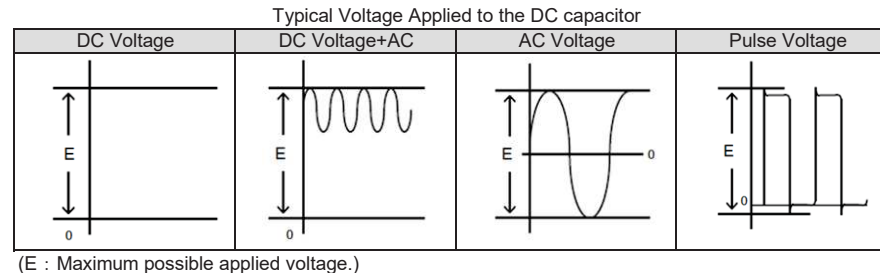 Typical Voltage Applied to the DC capacitor
DC Voltage DC Voltage+AC AC Voltage Pulse Voltage
E E E E
0 0 0 0
(E：Maximum possible applied voltage.)